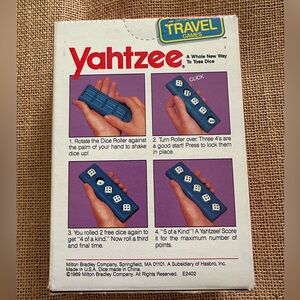 TRAVEL
GAMES
Yahtzee®
A Whole New Way
To Toss Dice
CLICK
1. Rotate the Dice Roller against
the palm of your hand to shake
dice up!
2. Turn Roller over. Three 4's are
a good start! Press to lock them
in place.
3. You rolled 2 free dice again to
get "4 of a kind." Now roll a third
and final time.
4. "5 of a Kind"! A Yahtzee! Score
it for the maximum number of
points.
Milton Bradley Company, Springfield, MA 01101. A Subsidiary of Hasbro, Inc.
Made in U.S.A. Dice made in China.
©1989 Milton Bradley Company. All Rights Reserved. E2402